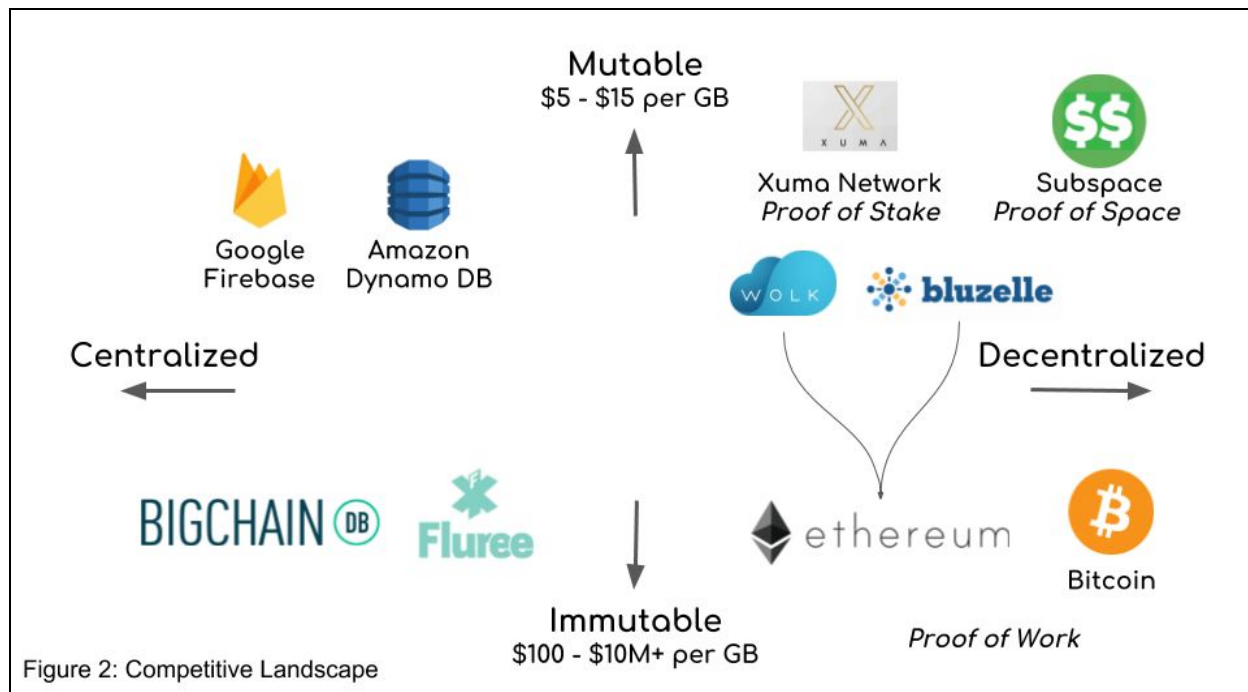 Mutable
$5 - $15 per GB
X U M A
$$
Xuma Network
Proof of Stake
Subspace
Proof of Space
Google
Firebase
Amazon
Dynamo DB
WOLK
bluzelle
Centralized
Decentralized
BIGCHAIN DB
Fluree
ethereum
Bitcoin
Immutable
$100 - $10M+ per GB
Proof of Work
Figure 2: Competitive Landscape